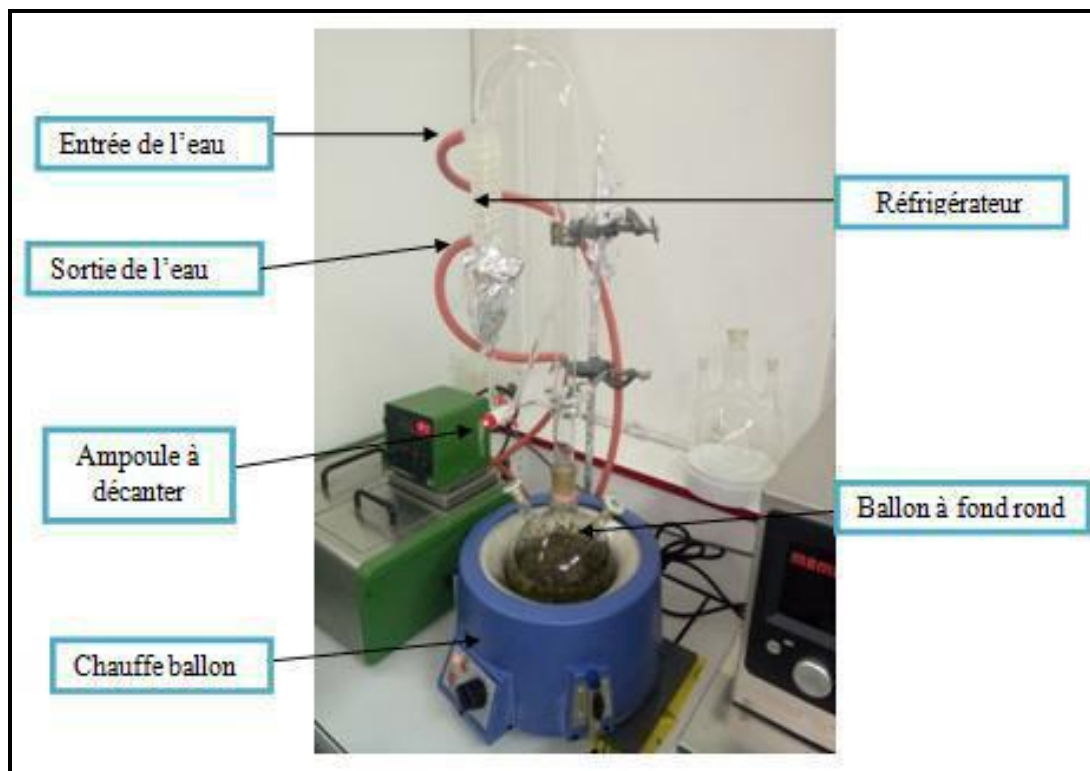 Entrée de l'eau
Réfrigérateur
Sortie de l'eau
Ampoule à
décanter
Ballon à fond rond
Chauffe ballon